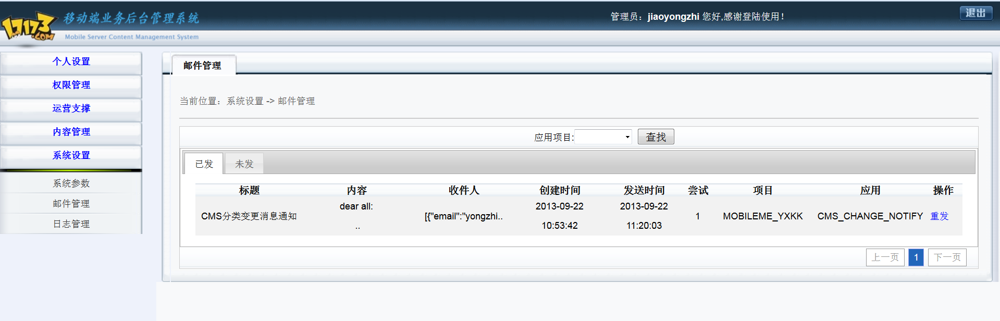 17173.COM
移动端业务后台管理系统
Mobile Server Content Management System
管理员：jiaoyongzhi 您好,感谢登陆使用！
退出
个人设置
权限管理
运营支撑
内容管理
系统设置
系统参数
邮件管理
日志管理
邮件管理
当前位置：系统设置 -> 邮件管理
应用项目: 查找
已发 未发
标题 内容 收件人 创建时间 发送时间 尝试 项目 应用 操作
CMS分类变更消息通知 dear all: .. [{"email":"yongzhi.. 2013-09-22 10:53:42 2013-09-22 11:20:03 1 MOBILEME_YXKK CMS_CHANGE_NOTIFY 重发
上一页 1 下一页